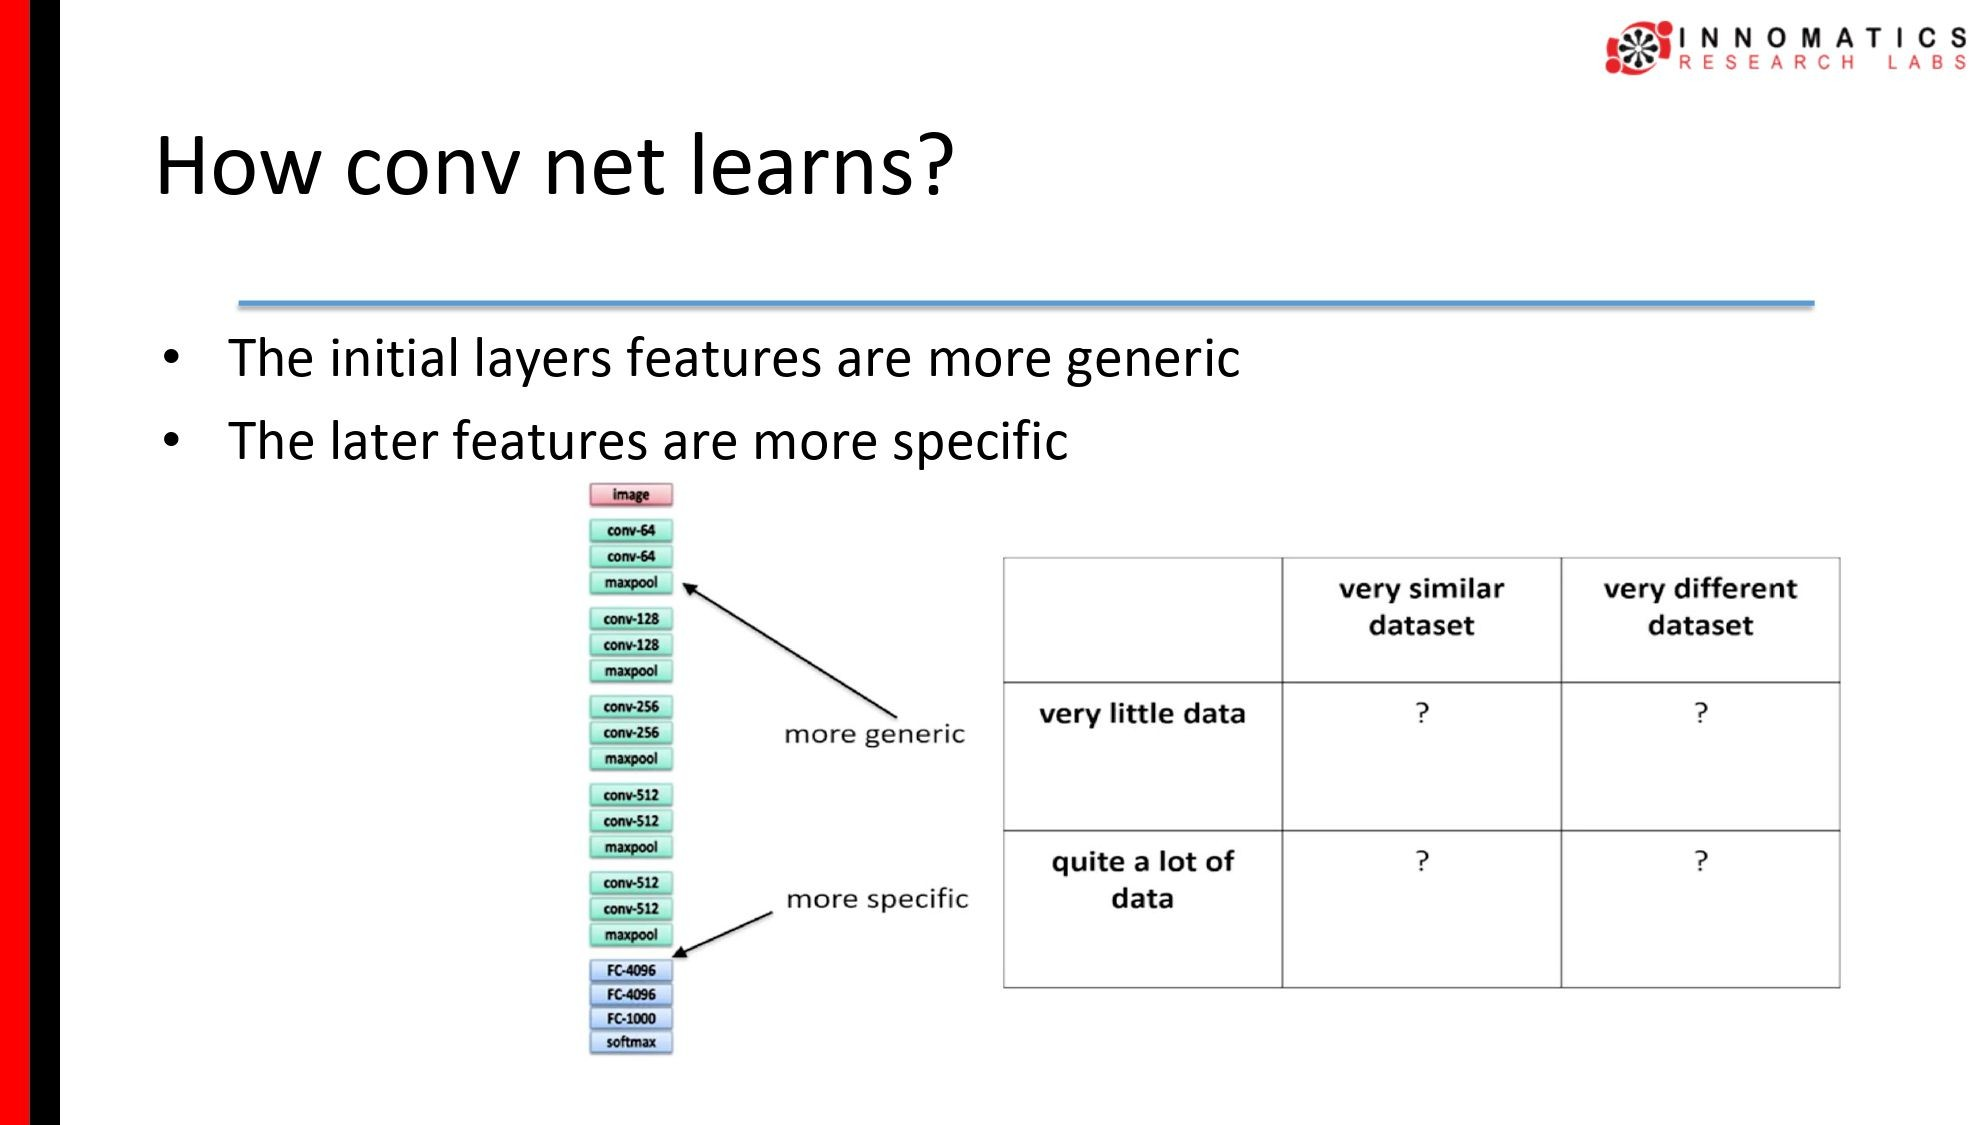 INNOMATICS
RESEARCH LABS
How conv net learns?
• The initial layers features are more generic
• The later features are more specific
image
conv-64
conv-64
maxpool
conv-128
conv-128
maxpool
conv-256
conv-256
maxpool
conv-512
conv-512
maxpool
conv-512
conv-512
maxpool
FC-4096
FC-4096
FC-1000
softmax
more generic
more specific
very similar
dataset
very different
dataset
very little data
?
?
quite a lot of
data
?
?